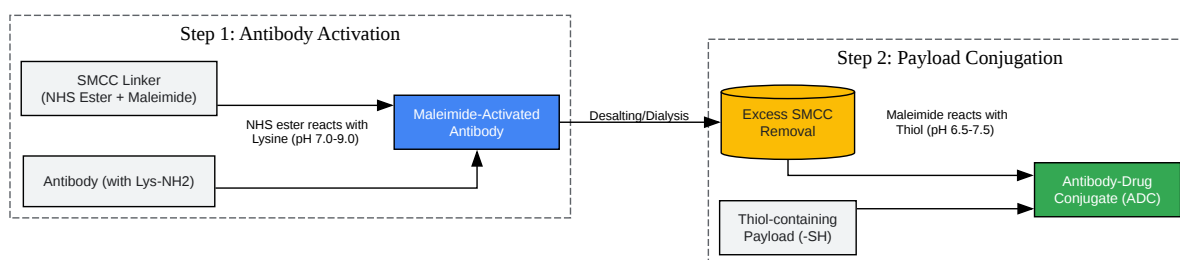 Step 1: Antibody Activation
SMCC Linker
(NHS Ester + Maleimide)
NHS ester reacts with
Lysine (pH 7.0-9.0)
Antibody (with Lys-NH2)
Maleimide-Activated
Antibody
Desalting/Dialysis
Step 2: Payload Conjugation
Excess SMCC
Removal
Maleimide reacts with
Thiol (pH 6.5-7.5)
Thiol-containing
Payload (-SH)
Antibody-Drug
Conjugate (ADC)